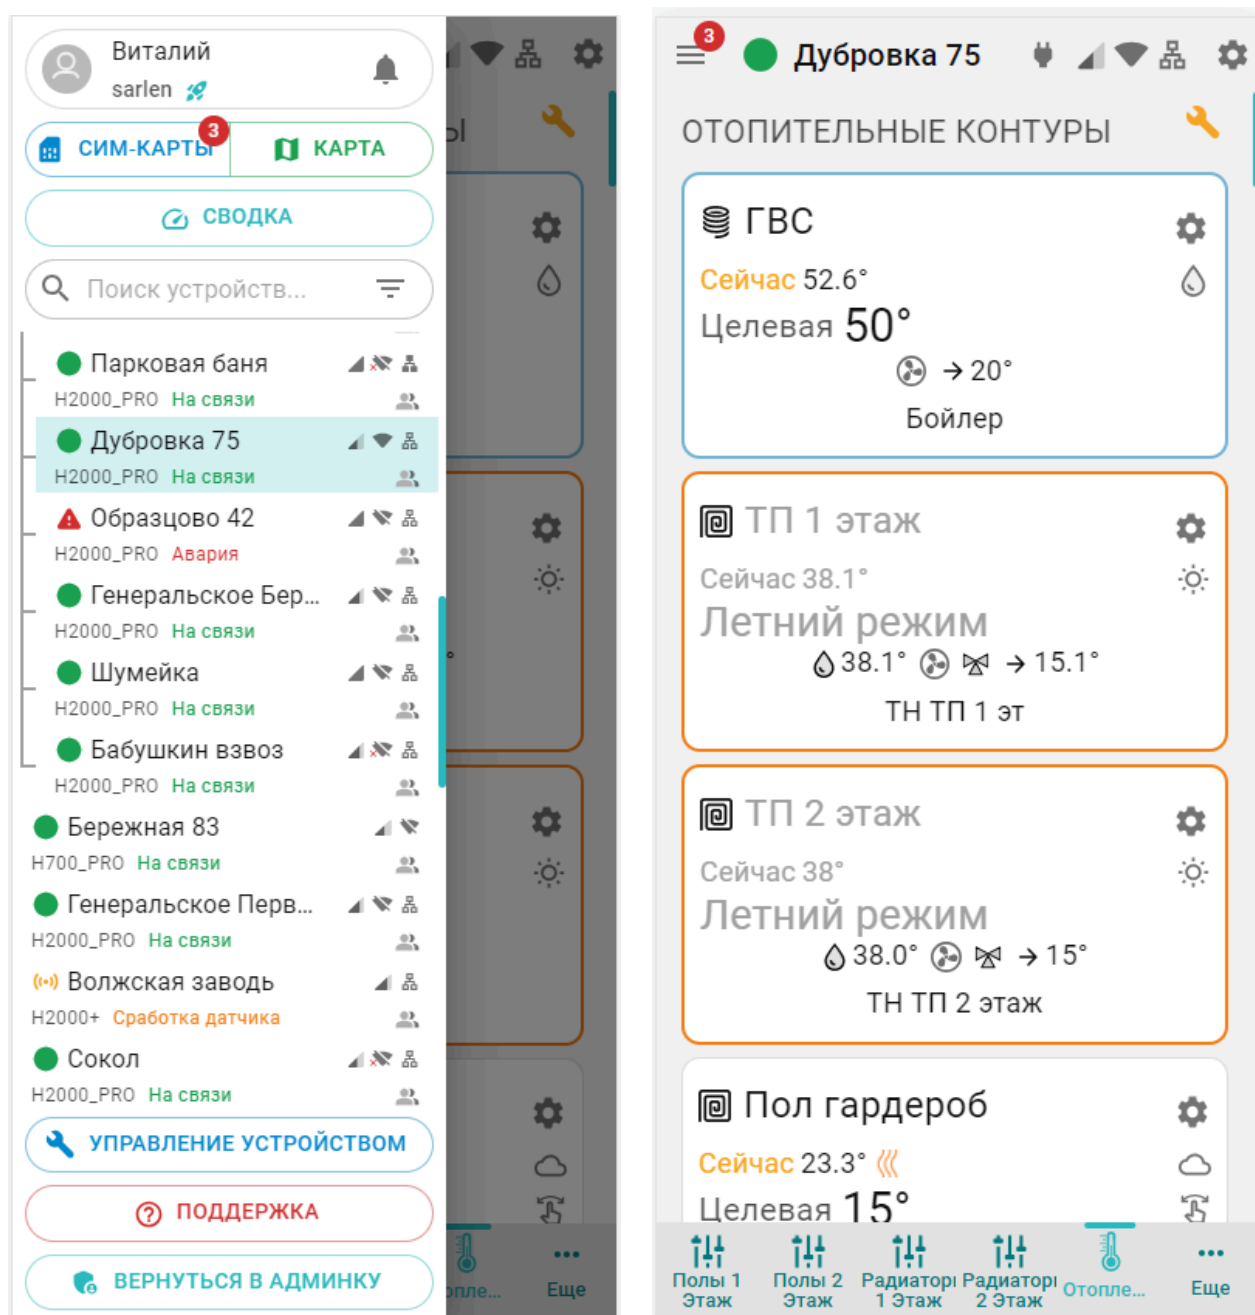 Виталий
sarlen
3
СИМ-КАРТЫ
КАРТА
СВОДКА
Поиск устройств...
Парковая баня
H2000_PRO На связи
Дубровка 75
H2000_PRO На связи
Образцово 42
H2000_PRO Авария
Генеральское Бер...
H2000_PRO На связи
Шумейка
H2000_PRO На связи
Бабушкин взвоз
H2000_PRO На связи
Бережная 83
H700_PRO На связи
Генеральское Перв...
H2000_PRO На связи
Волжская заводь
H2000+ Сработка датчика
Сокол
H2000_PRO На связи
УПРАВЛЕНИЕ УСТРОЙСТВОМ
ПОДДЕРЖКА
ВЕРНУТЬСЯ В АДМИНКУ
Ы
опле...
Еще
3
Дубровка 75
ОТОПИТЕЛЬНЫЕ КОНТУРЫ
ГВС
Сейчас 52.6°
Целевая 50°
→ 20°
Бойлер
ТП 1 этаж
Сейчас 38.1°
Летний режим
38.1° → 15.1°
ТН ТП 1 эт
ТП 2 этаж
Сейчас 38°
Летний режим
38.0° → 15°
ТН ТП 2 этаж
Пол гардероб
Сейчас 23.3°
Целевая 15°
Полы 1
Этаж
Полы 2
Этаж
Радиатор
1 Этаж
Радиатор
2 Этаж
Отопле...
Еще